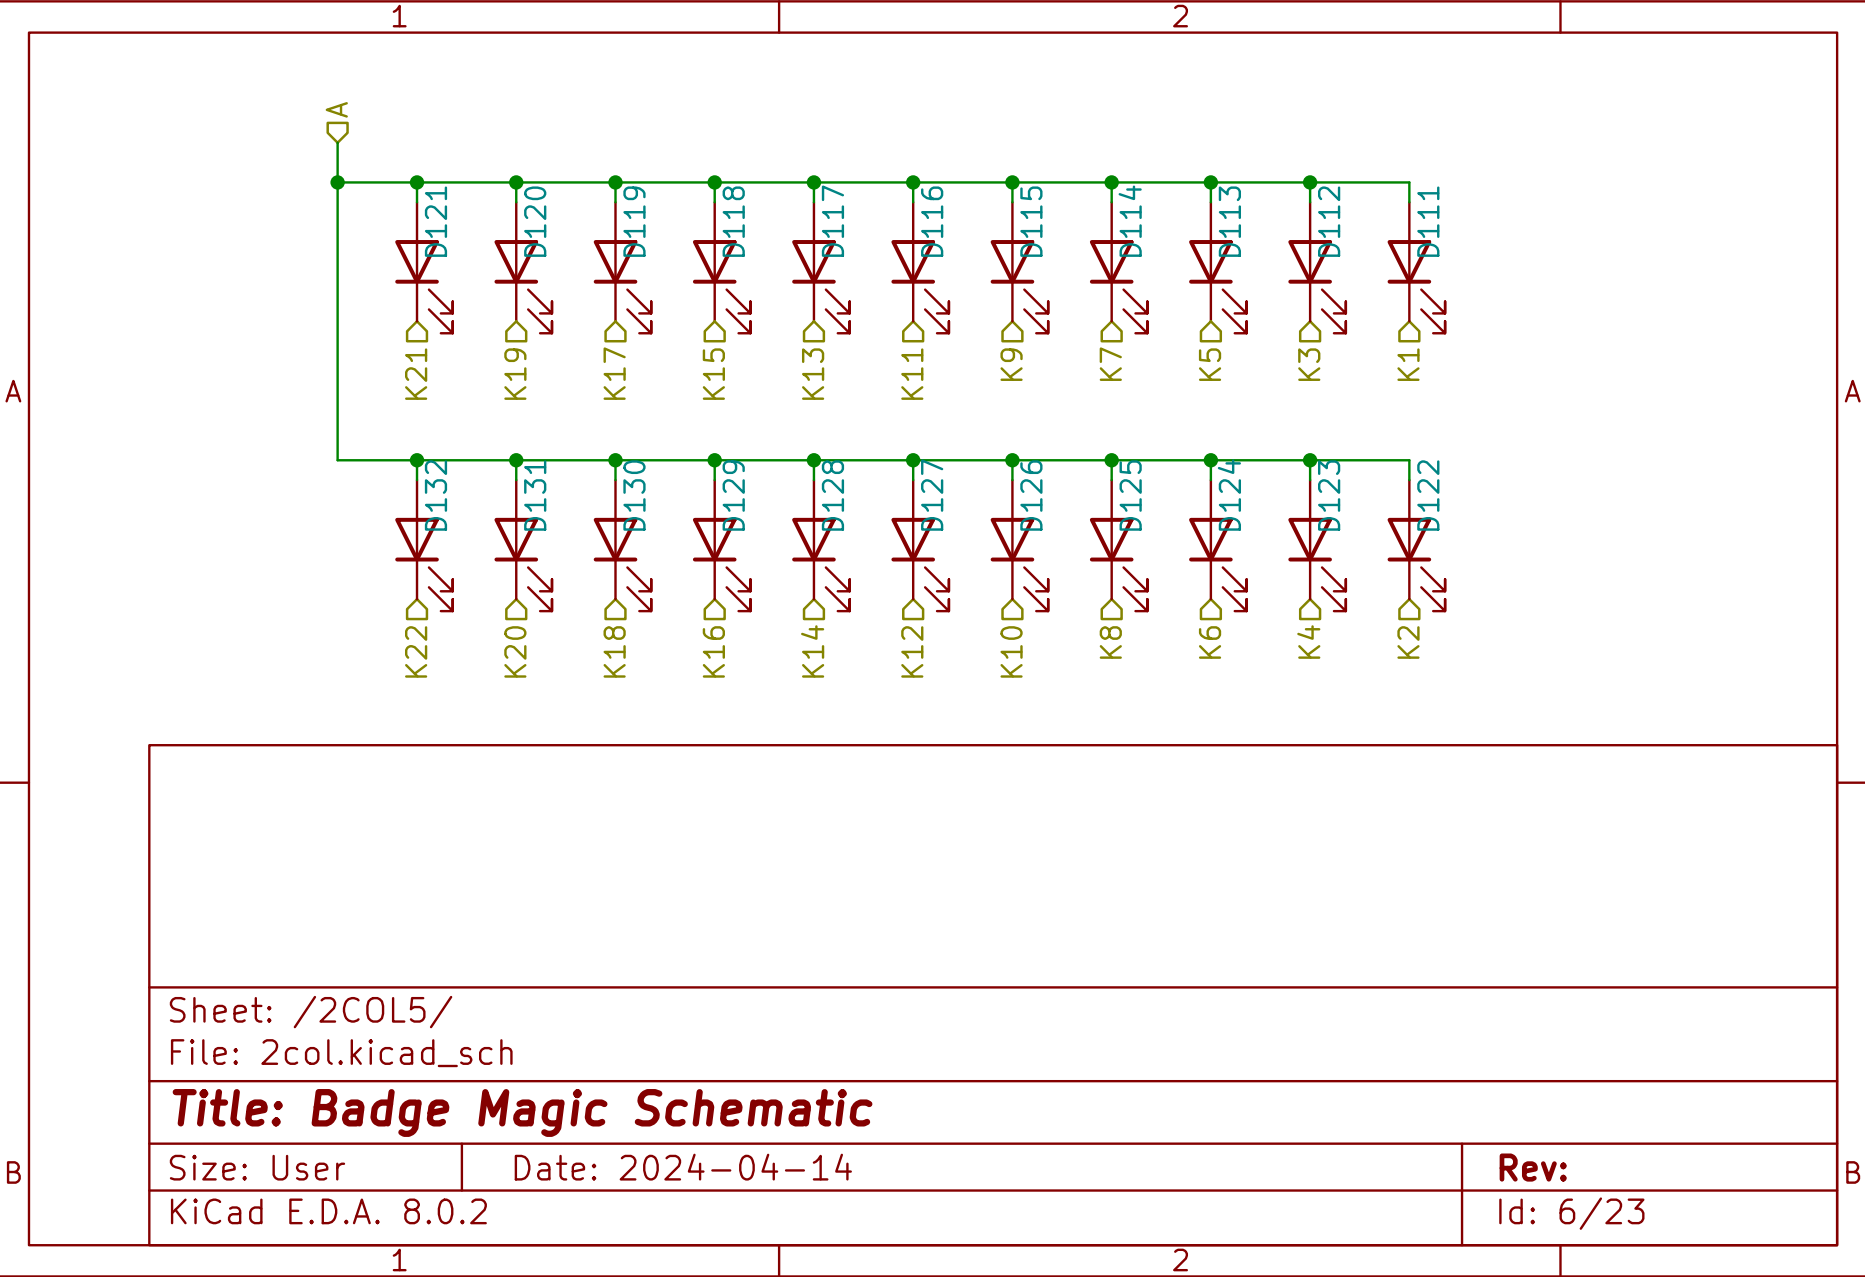 1 2
A
D121 D120 D119 D118 D117 D116 D115 D114 D113 D112 D111
K21 K19 K17 K15 K13 K11 K9 K7 K5 K3 K1
A A
D132 D131 D130 D129 D128 D127 D126 D125 D124 D123 D122
K22 K20 K18 K16 K14 K12 K10 K8 K6 K4 K2
Sheet: /2COL5/
File: 2col.kicad_sch
Title: Badge Magic Schematic
B Size: User Date: 2024-04-14 Rev: B
KiCad E.D.A. 8.0.2 Id: 6/23
1 2